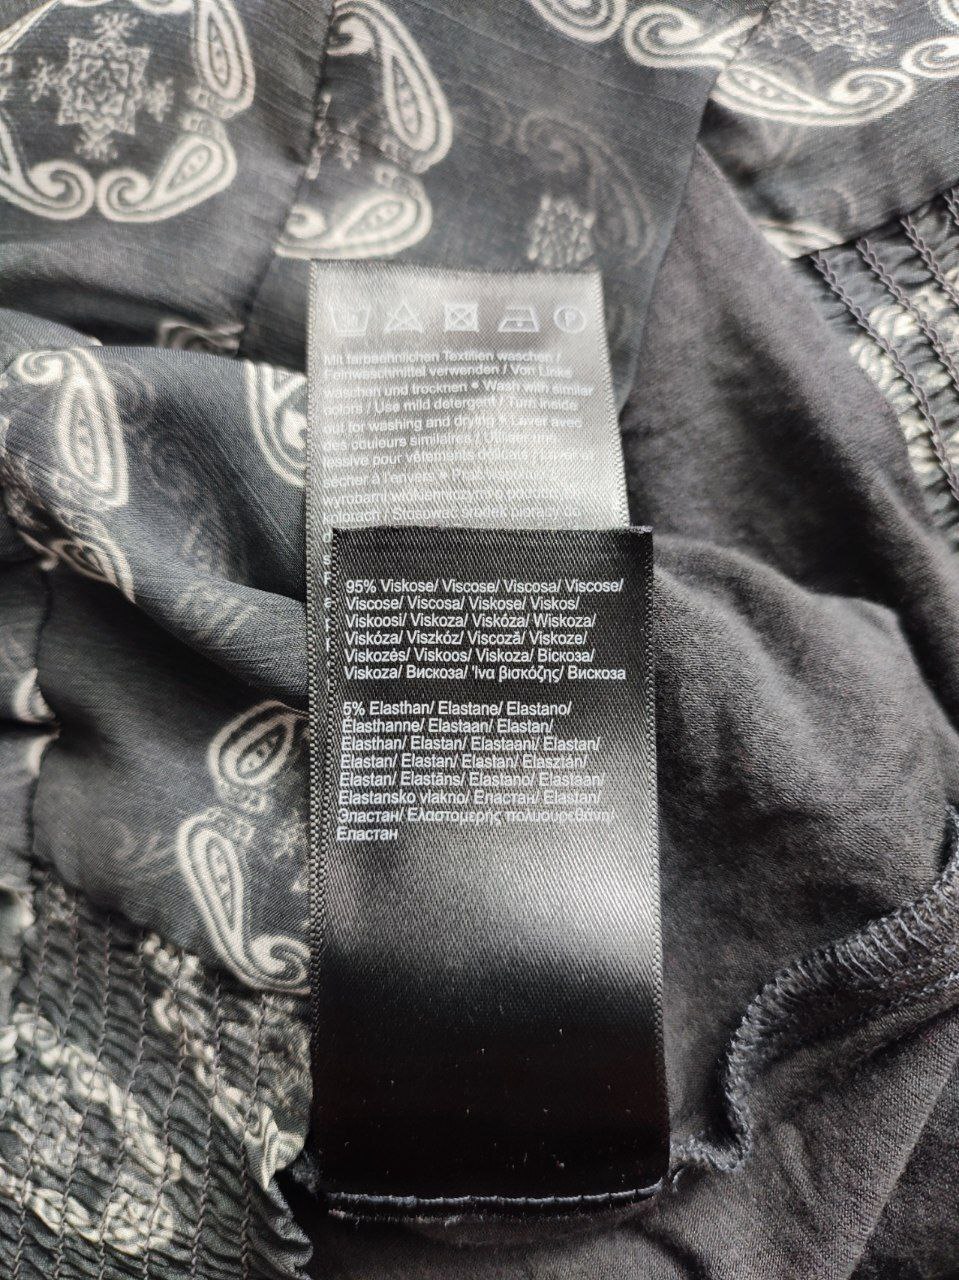 Mit farbähnlichen Textilien waschen /
Feinwaschmittel verwenden / Von Links
waschen und trocknen • Wash with similar
colors / Use mild detergent / Turn inside
out for washing and drying • Laver avec
des couleurs similaires / Utiliser une
lessive pour vêtements délicats / Laver et
sécher à l'envers •
wyrobami włókienniczymi o podobnych
kolorach / Stosować środek piorący do
95% Viskose/ Viscose/ Viscosa/ Viscose/
Viscose/ Viscosa/ Viskose/ Viskos/
Viskoosi/ Viskoza/ Viskóza/ Wiskoza/
Viskóza/ Viszkóz/ Viscoză/ Viskoze/
Viskozės/ Viskoos/ Viskoza/ Віскоза/
Viskoza/ Вискоза/ 'Ινα βισκόζης/ Вискоза
5% Elasthan/ Elastane/ Elastano/
Élasthanne/ Elastaan/ Elastan/
Elasthan/ Elastan/ Elastaani/ Elastan/
Elastan/ Elastan/ Elastan/ Elasztán/
Elastan/ Elastāns/ Elastano/ Elastaan/
Elastansko vlakno/ Еластан/ Elastan/
Эластан/ Ελαστομερής πολυουρεθάνη/
Еластан